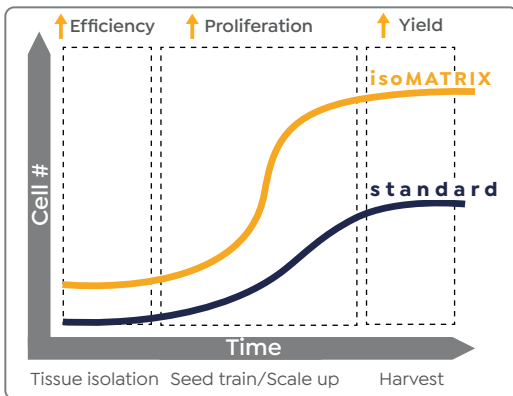 Efficiency Proliferation Yield
isoMATRIX
standard
Cell #
Time
Tissue isolation Seed train/Scale up Harvest